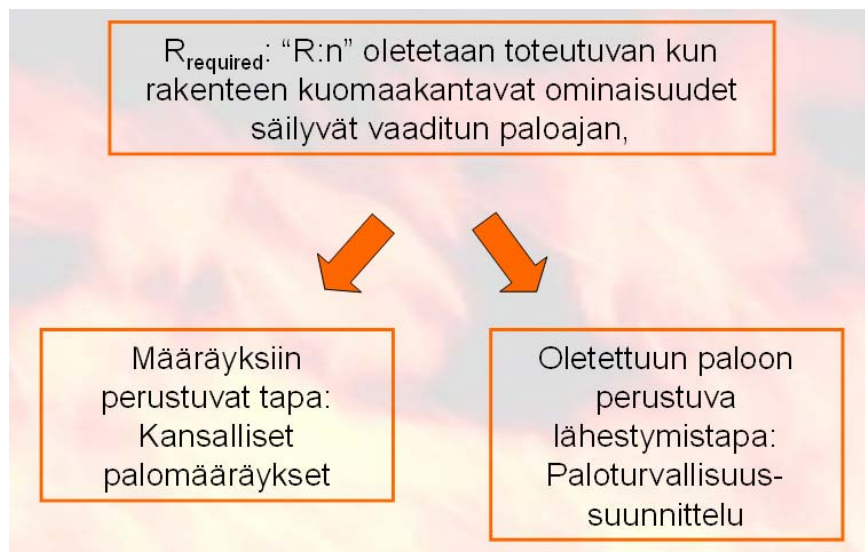 Rrequired: “R:n” oletetaan toteutuvan kun
rakenteen kuomaakantavat ominaisuudet
säilyvät vaaditun paloajan,
Määräyksiin
perustuvat tapa:
Kansalliset
palomääräykset
Oletettuun paloon
perustuva
lähestymistapa:
Paloturvallisuus-
suunnittelu